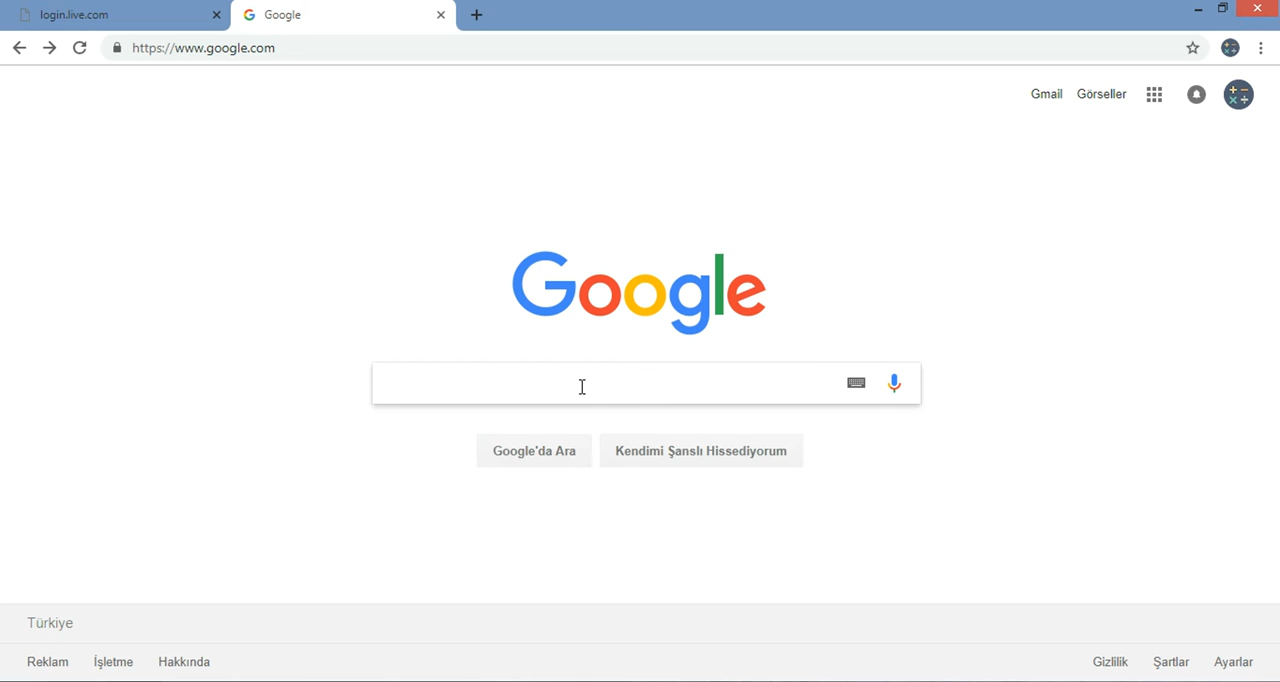 login.live.com
Google
https://www.google.com
Gmail Görseller
Google
Google'da Ara Kendimi Şanslı Hissediyorum
Türkiye
Reklam İşletme Hakkında Gizlilik Şartlar Ayarlar